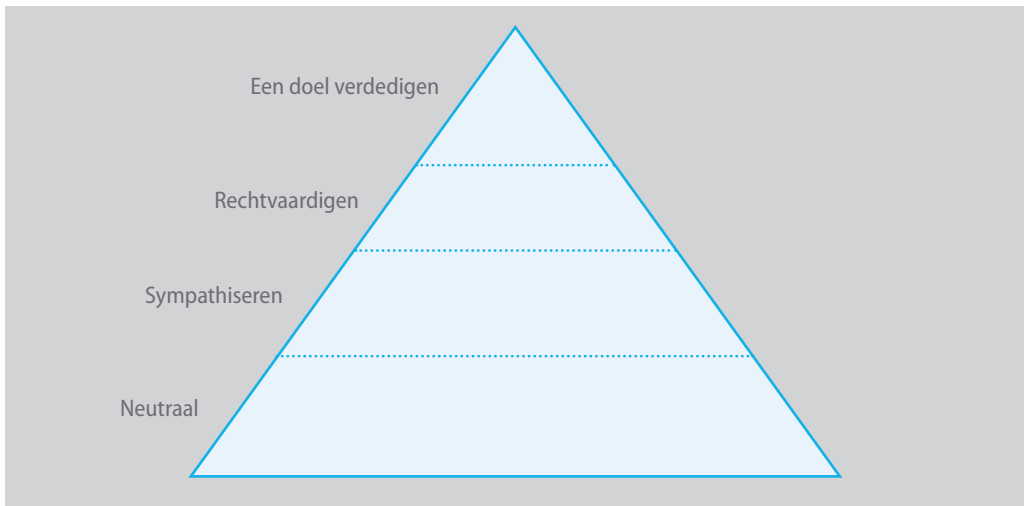 Een doel verdedigen
Rechtvaardigen
Sympathiseren
Neutraal